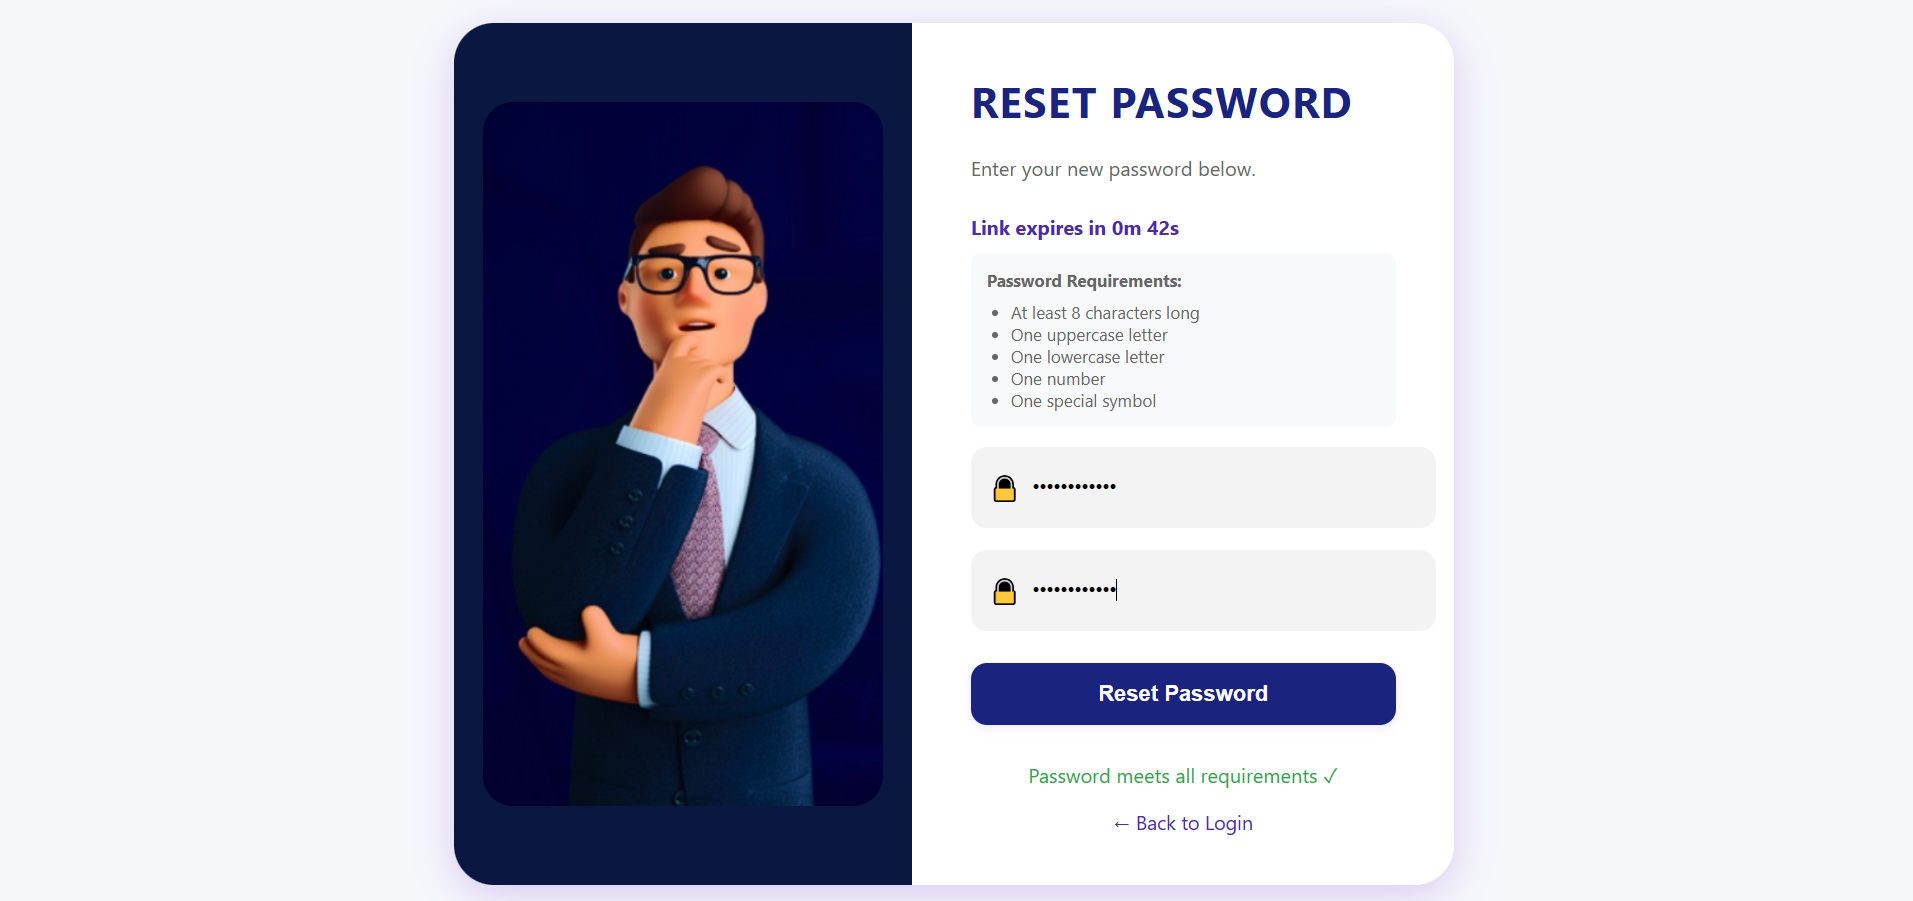 RESET PASSWORD
Enter your new password below.
Link expires in 0m 42s
Password Requirements:
• At least 8 characters long
• One uppercase letter
• One lowercase letter
• One number
• One special symbol
••••••••••••
••••••••••••
Reset Password
Password meets all requirements ✓
← Back to Login